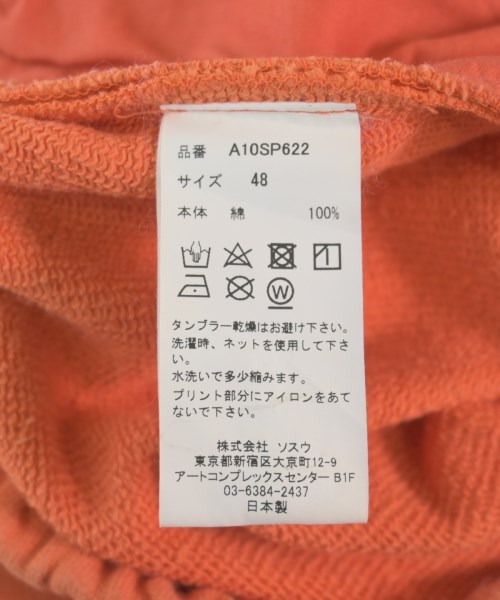 品番 A10SP622
サイズ 48
本体 綿 100%
W
タンブラー乾燥はお避け下さい。
洗濯時、ネットを使用して下さ
い。
水洗いで多少縮みます。
プリント部分にアイロンをあて
ないで下さい。
株式会社 ソスウ
東京都新宿区大京町12-9
アートコンプレックスセンター B1F
03-6384-2437
日本製